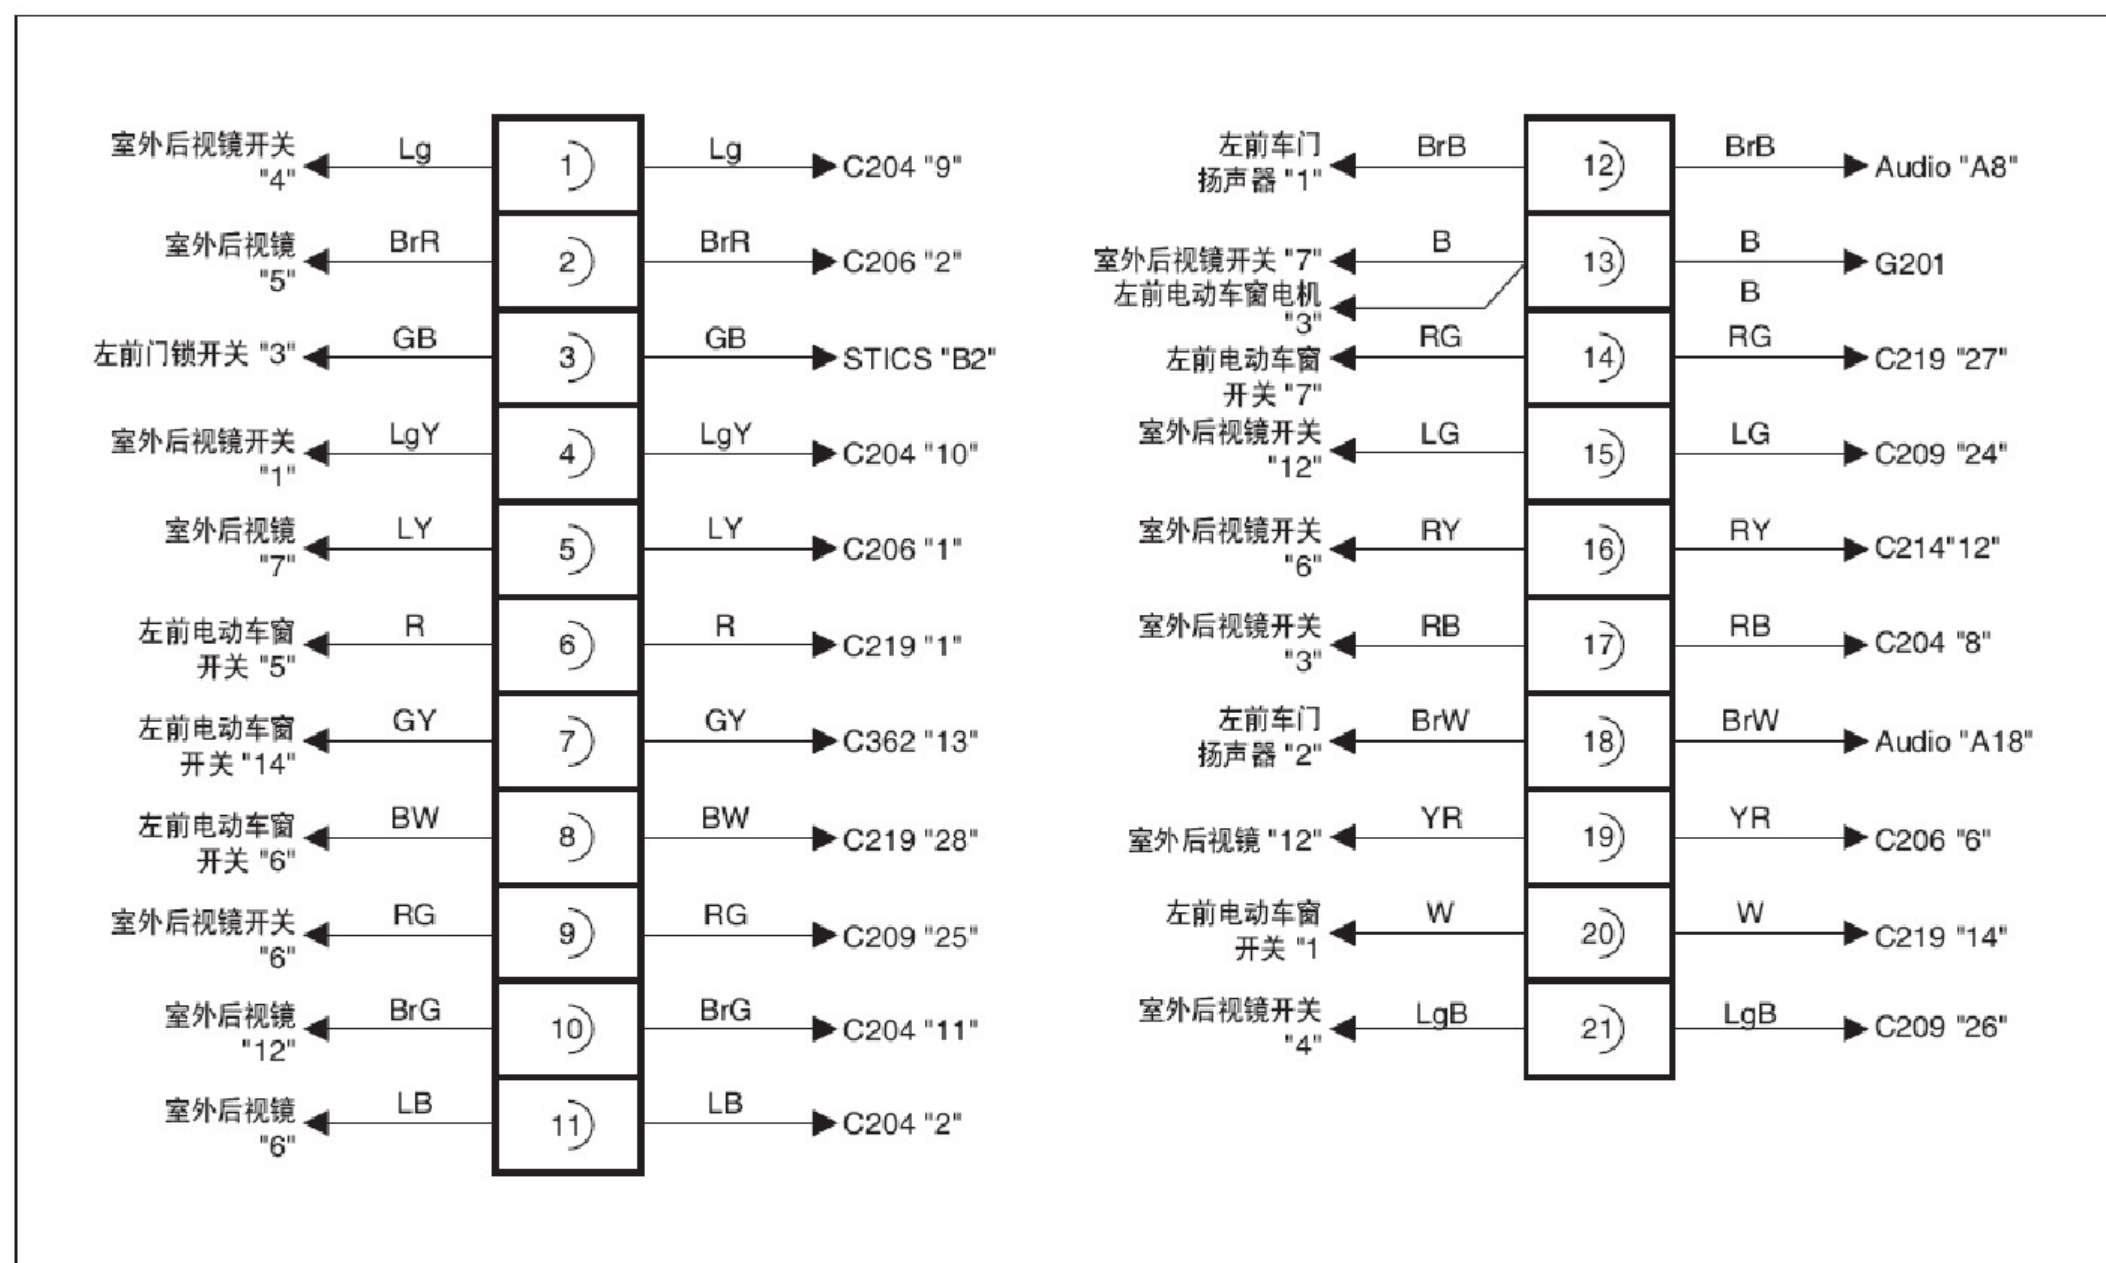 室外后视镜开关
"4"
Lg
1
Lg
C204 "9"
室外后视镜
"5"
BrR
2
BrR
C206 "2"
左前门锁开关 "3"
GB
3
GB
STICS "B2"
室外后视镜开关
"1"
LgY
4
LgY
C204 "10"
室外后视镜
"7"
LY
5
LY
C206 "1"
左前电动车窗
开关 "5"
R
6
R
C219 "1"
左前电动车窗
开关 "14"
GY
7
GY
C362 "13"
左前电动车窗
开关 "6"
BW
8
BW
C219 "28"
室外后视镜开关
"6"
RG
9
RG
C209 "25"
室外后视镜
"12"
BrG
10
BrG
C204 "11"
室外后视镜
"6"
LB
11
LB
C204 "2"
左前车门
扬声器 "1"
BrB
12
BrB
Audio "A8"
室外后视镜开关 "7"
左前电动车窗电机
"3"
B
13
B
G201
B
左前电动车窗
开关 "7"
RG
14
RG
C219 "27"
室外后视镜开关
"12"
LG
15
LG
C209 "24"
室外后视镜开关
"6"
RY
16
RY
C214"12"
室外后视镜开关
"3"
RB
17
RB
C204 "8"
左前车门
扬声器 "2"
BrW
18
BrW
Audio "A18"
室外后视镜 "12"
YR
19
YR
C206 "6"
左前电动车窗
开关 "1
W
20
W
C219 "14"
室外后视镜开关
"4"
LgB
21
LgB
C209 "26"